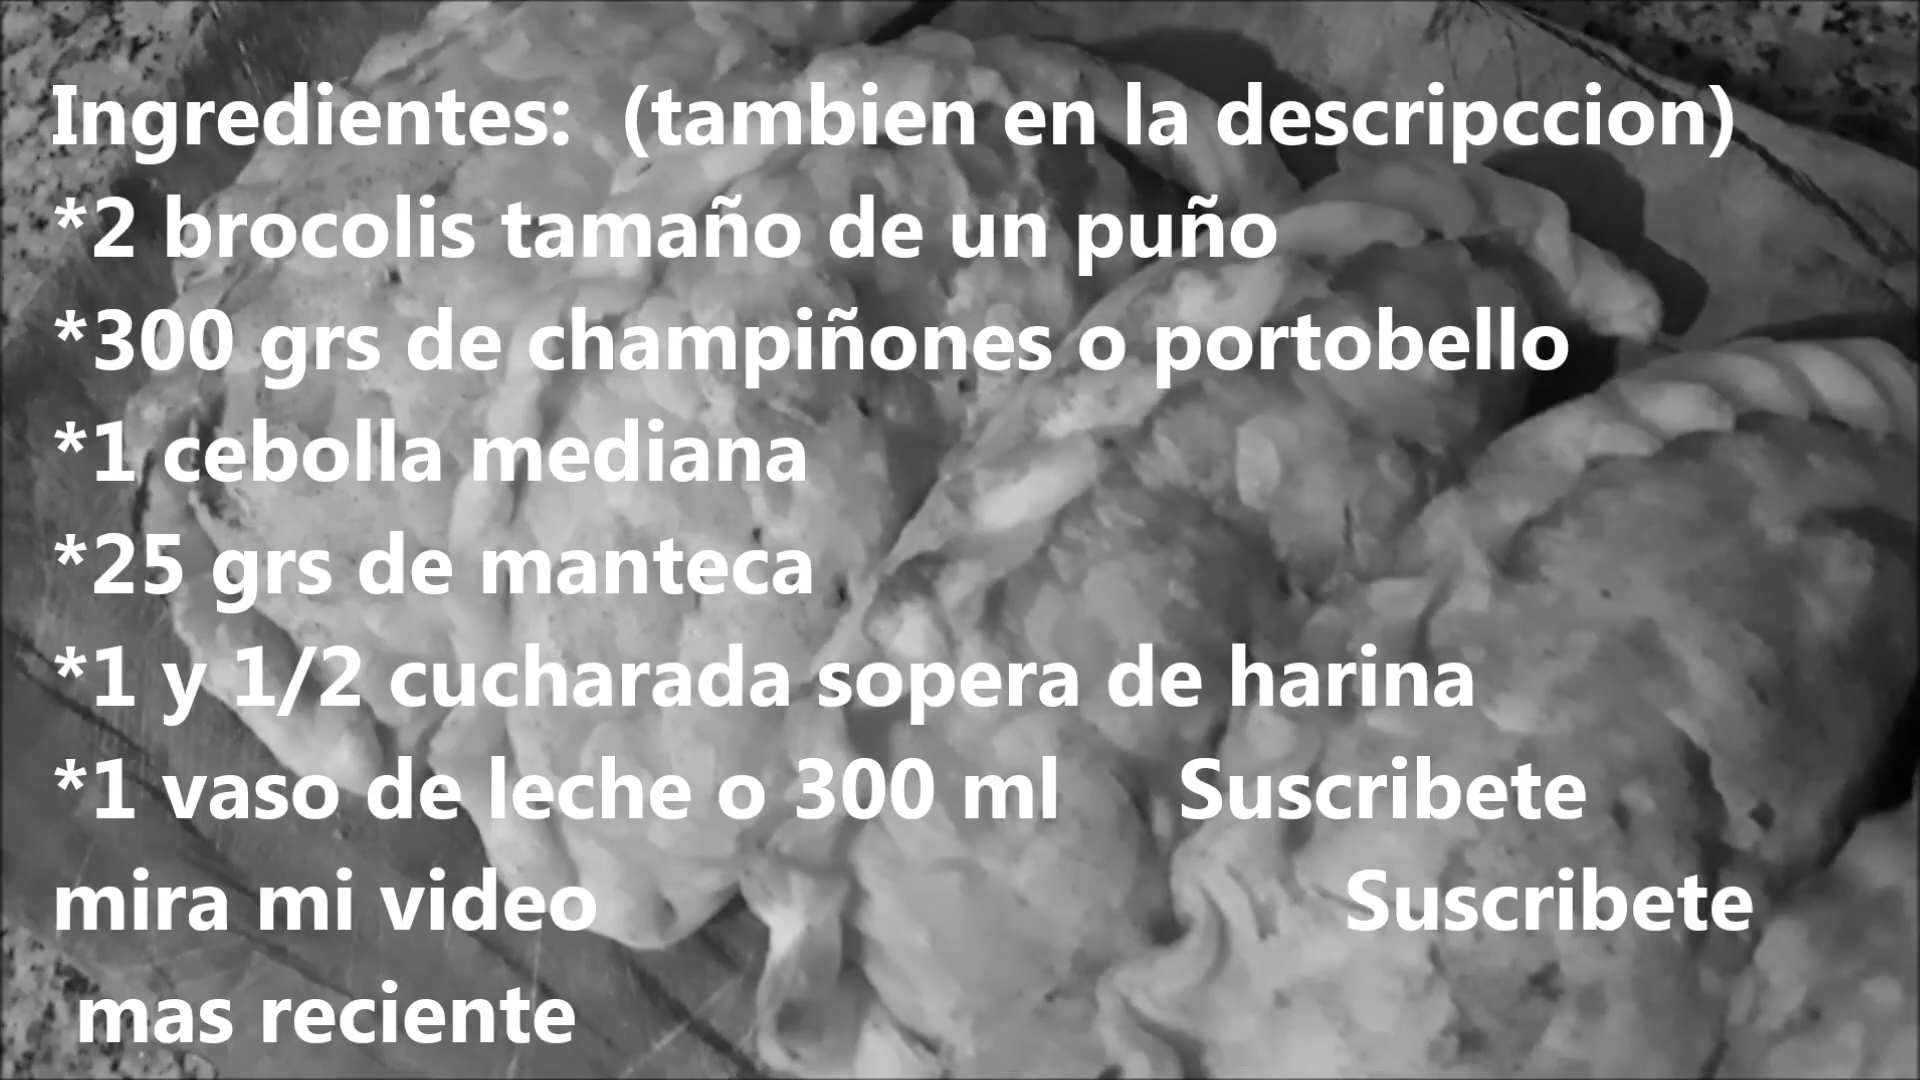 Ingredientes: (tambien en la descripccion)
*2 brocolis tamaño de un puño
*300 grs de champiñones o portobello
*1 cebolla mediana
*25 grs de manteca
*1 y 1/2 cucharada sopera de harina
*1 vaso de leche o 300 ml Suscribete
mira mi video Suscribete
mas reciente